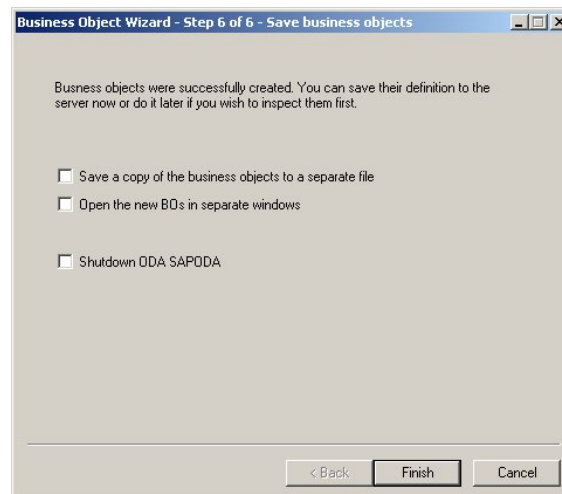 Business Object Wizard - Step 6 of 6 - Save business objects
Busness objects were successfully created. You can save their definition to the
server now or do it later if you wish to inspect them first.
Save a copy of the business objects to a separate file
Open the new BOs in separate windows
Shutdown ODA SAPODA
< Back
Finish
Cancel